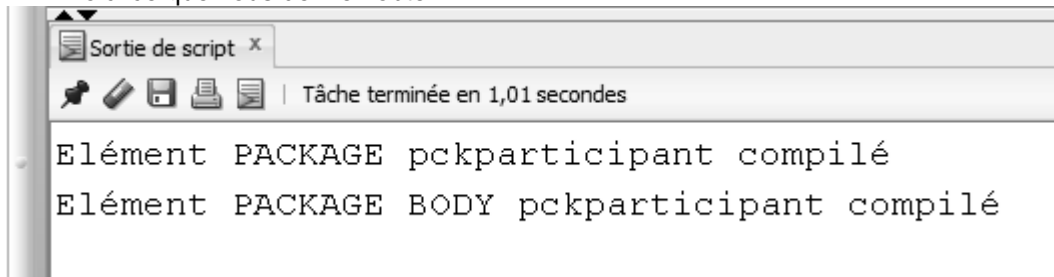 Sortie de script x
Tâche terminée en 1,01 secondes
Elément PACKAGE pckparticipant compilé
Elément PACKAGE BODY pckparticipant compilé